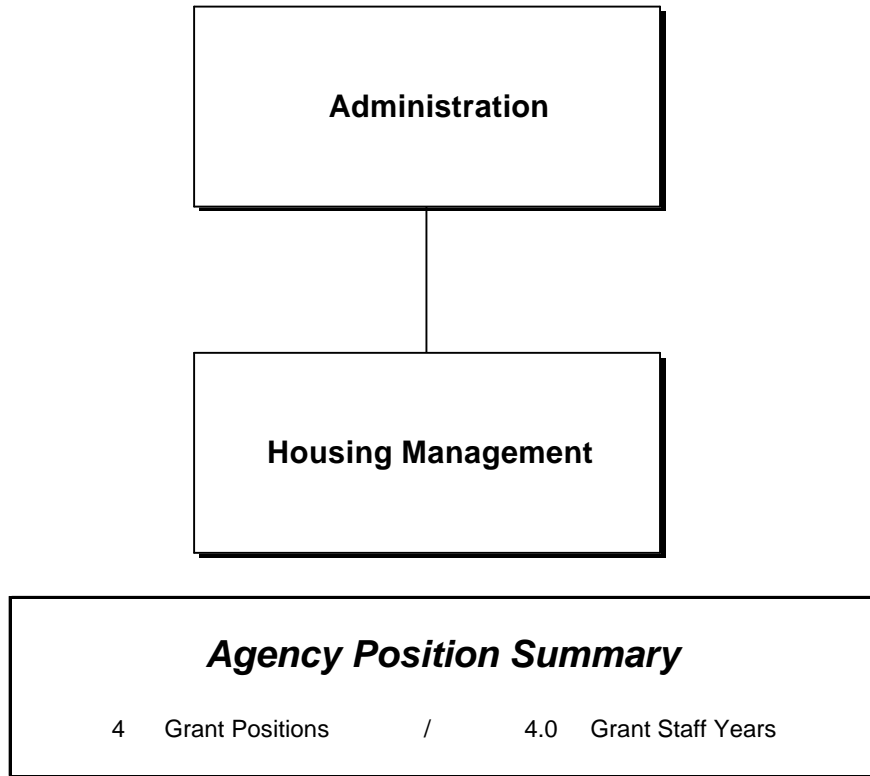 Administration
Housing Management
Agency Position Summary
4 Grant Positions / 4.0 Grant Staff Years